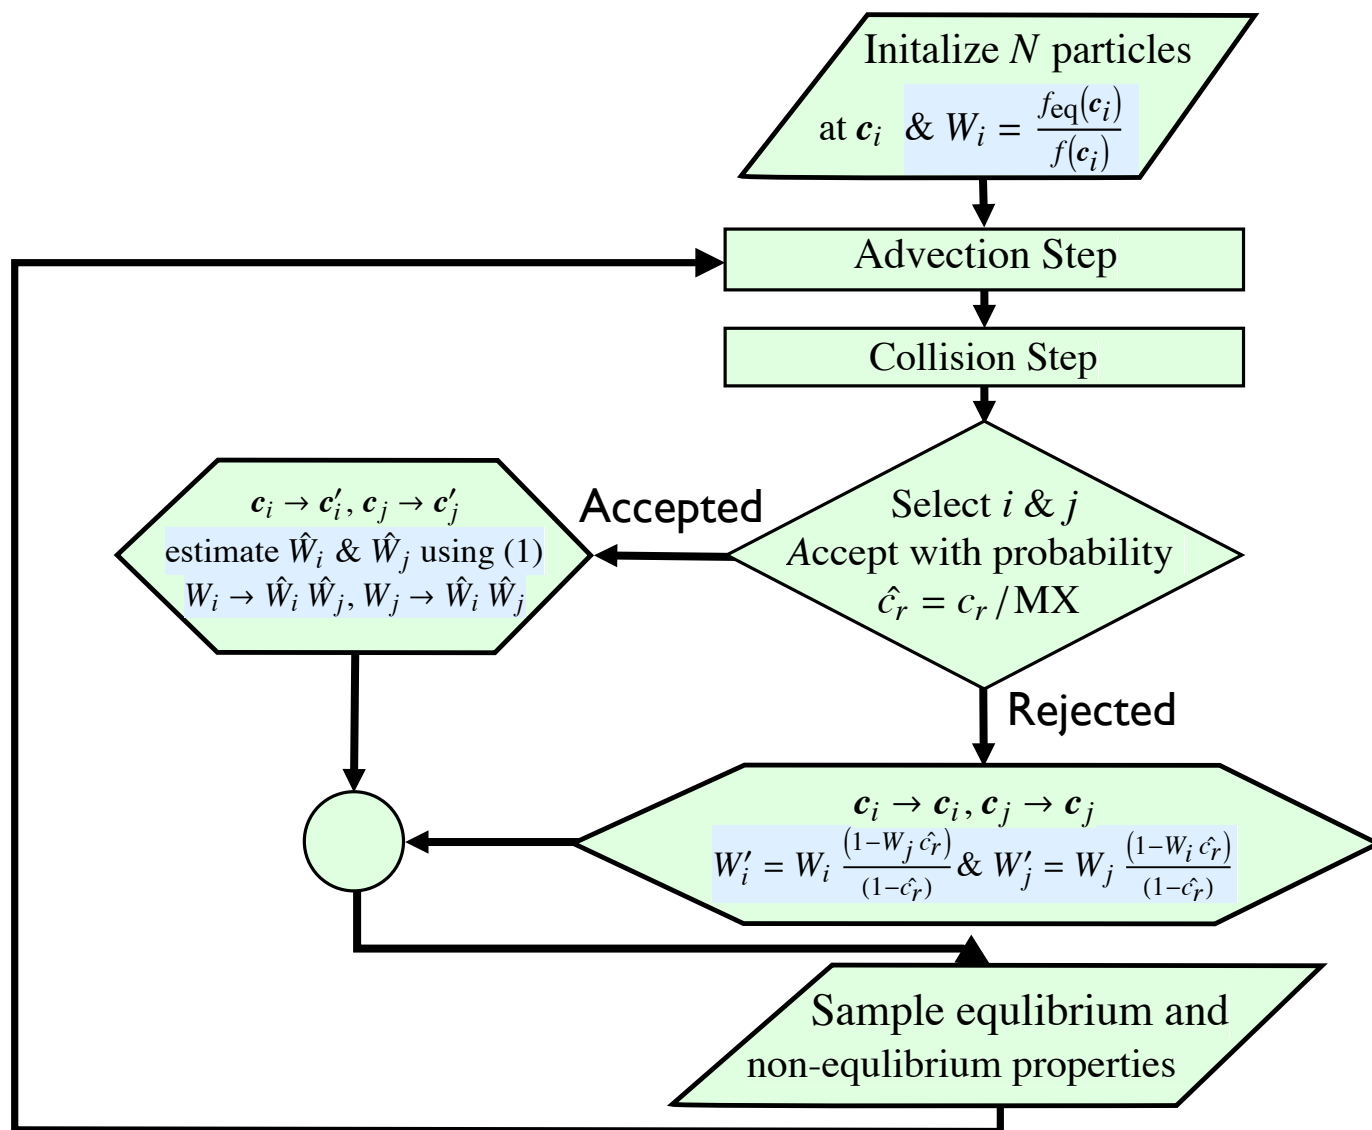 Initalize N particles
at c_i & W_i = f_eq(c_i) / f(c_i)
Advection Step
Collision Step
Select i & j
Accept with probability
ĉ_r = c_r / MX
Accepted
c_i → c′_i, c_j → c′_j
estimate Ŵ_i & Ŵ_j using (1)
W_i → Ŵ_i Ŵ_j, W_j → Ŵ_i Ŵ_j
Rejected
c_i → c_i, c_j → c_j
W′_i = W_i (1−W_j ĉ_r) / (1−ĉ_r) & W′_j = W_j (1−W_i ĉ_r) / (1−ĉ_r)
Sample equlibrium and
non-equlibrium properties